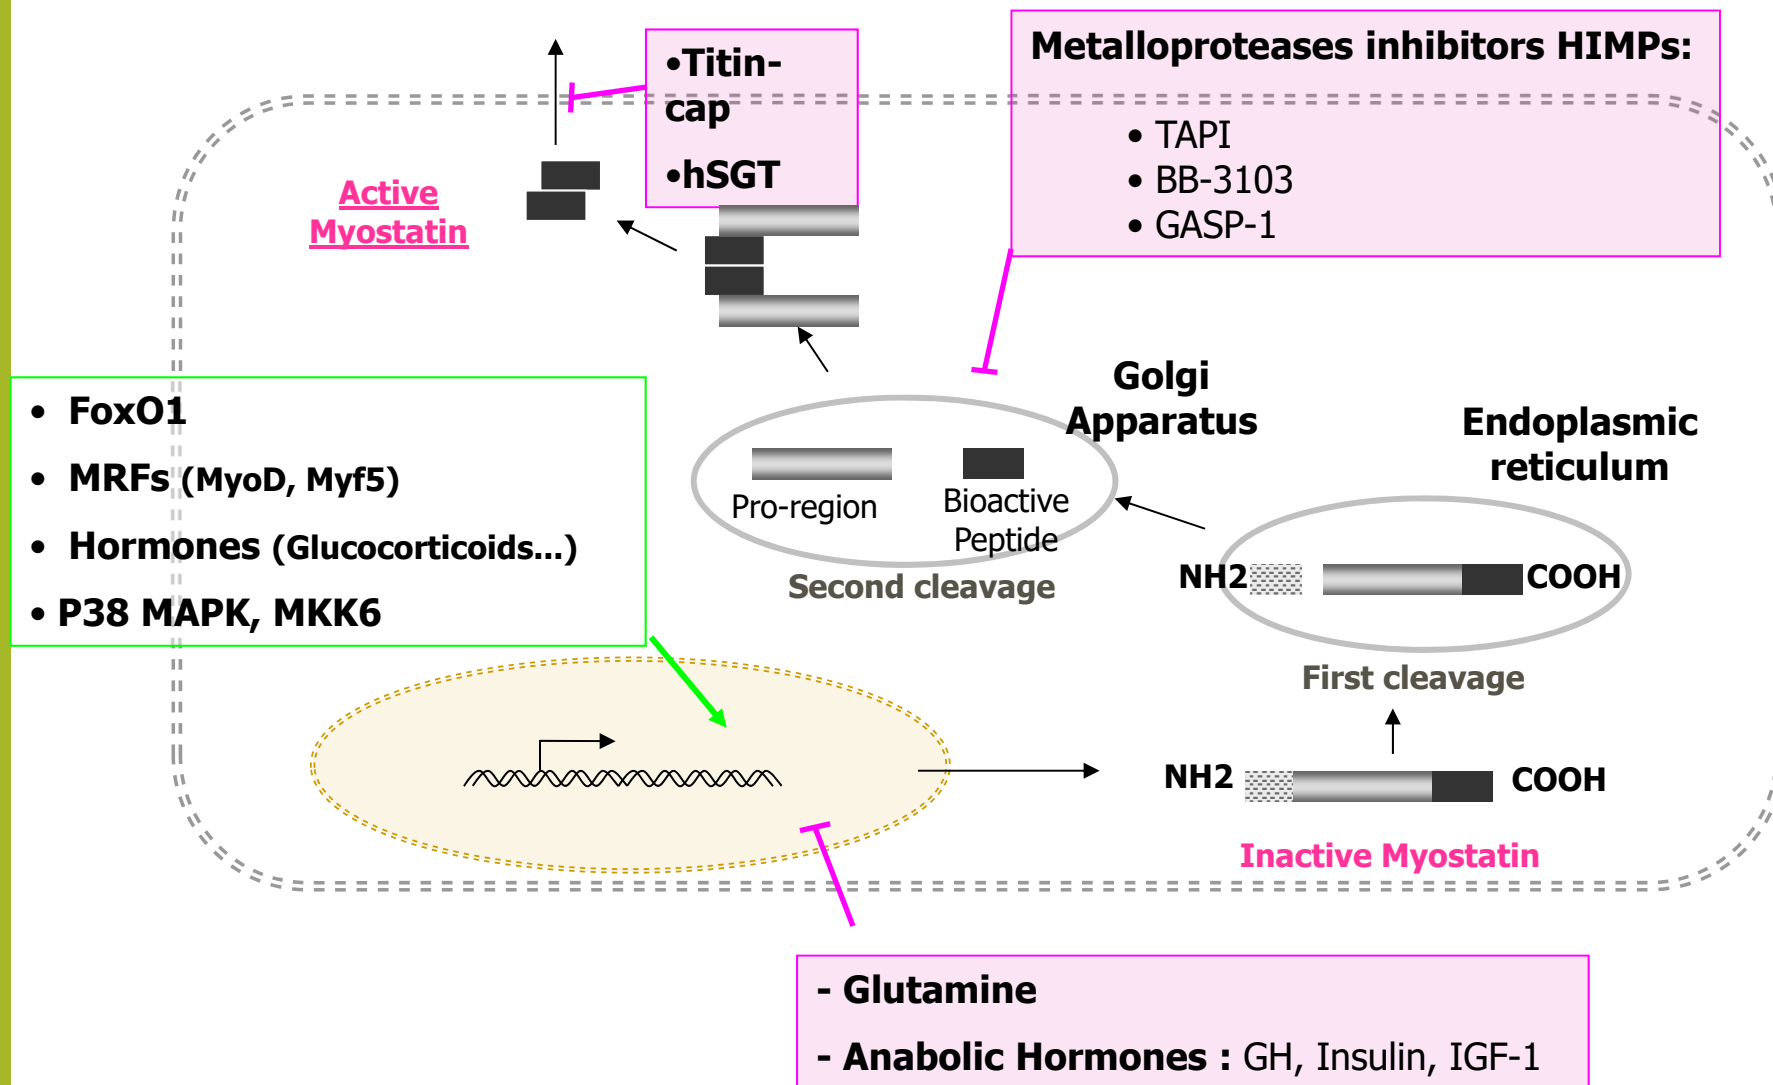 •Titin-
cap
•hSGT
Metalloproteases inhibitors HIMPs:
• TAPI
• BB-3103
• GASP-1
Active
Myostatin
• FoxO1
• MRFs (MyoD, Myf5)
• Hormones (Glucocorticoids...)
• P38 MAPK, MKK6
Golgi
Apparatus
Endoplasmic
reticulum
Pro-region
Bioactive
Peptide
Second cleavage
NH2
COOH
First cleavage
NH2
COOH
Inactive Myostatin
- Glutamine
- Anabolic Hormones : GH, Insulin, IGF-1